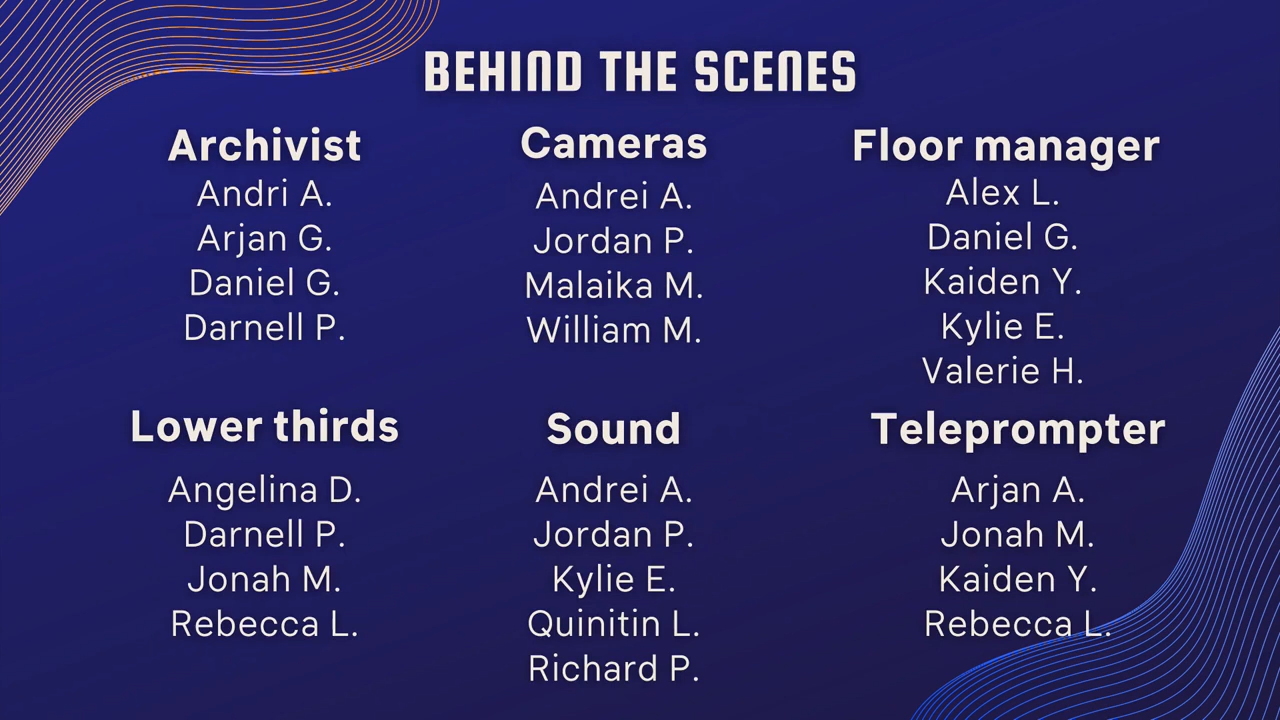 BEHIND THE SCENES
Archivist
Andri A.
Arjan G.
Daniel G.
Darnell P.
Cameras
Andrei A.
Jordan P.
Malaika M.
William M.
Floor manager
Alex L.
Daniel G.
Kaiden Y.
Kylie E.
Valerie H.
Lower thirds
Angelina D.
Darnell P.
Jonah M.
Rebecca L.
Sound
Andrei A.
Jordan P.
Kylie E.
Quinitin L.
Richard P.
Teleprompter
Arjan A.
Jonah M.
Kaiden Y.
Rebecca L.